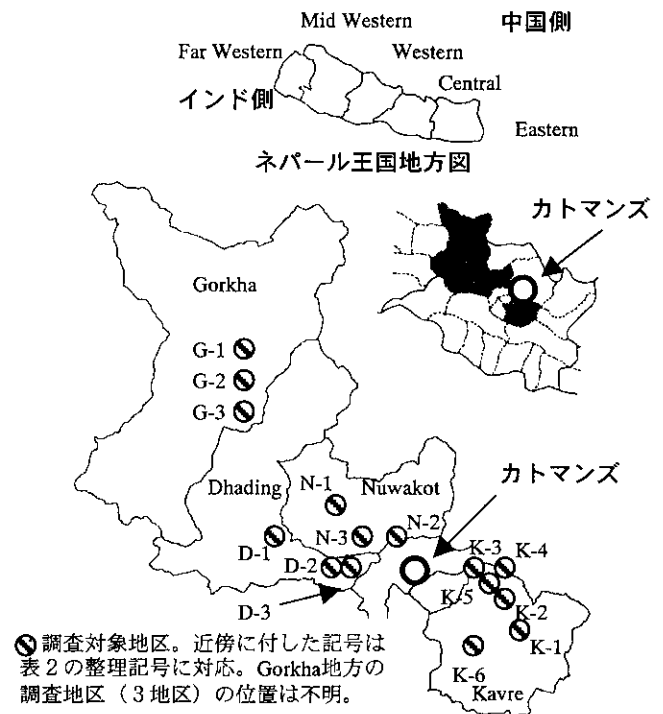 Mid Western
中国側
Far Western
Western
Central
インド側
Eastern
ネパール王国地方図
カトマンズ
Gorkha
G-1
G-2
G-3
カトマンズ
Dhading
N-1
Nuwakot
N-3
N-2
D-1
D-2
K-3
K-4
K-5
D-3
K-2
K-1
K-6
Kavre
調査対象地区。近傍に付した記号は
表2の整理記号に対応。Gorkha地方の
調査地区（3地区）の位置は不明。